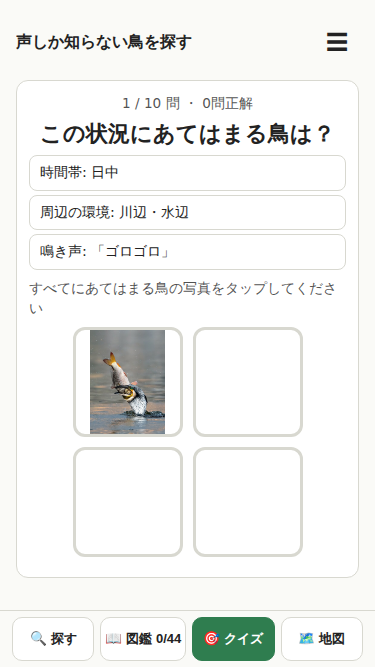 声しか知らない鳥を探す
1 / 10 問 ・ 0問正解
この状況にあてはまる鳥は？
時間帯: 日中
周辺の環境: 川辺・水辺
鳴き声: 「ゴロゴロ」
すべてにあてはまる鳥の写真をタップしてくださ
い
探す
図鑑 0/44
クイズ
地図